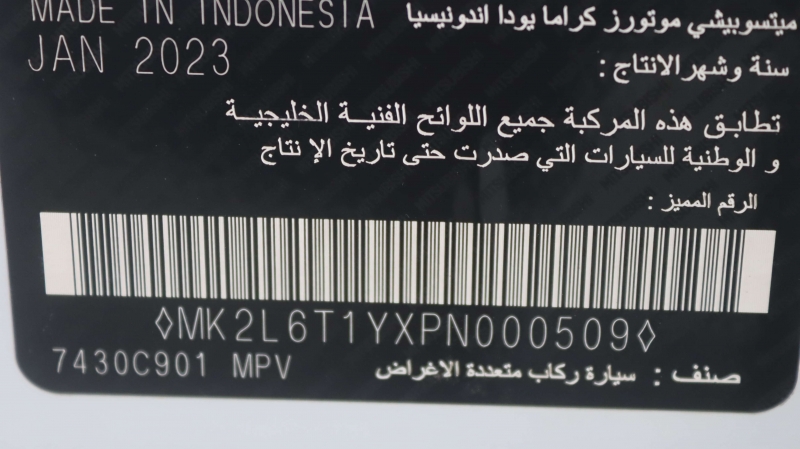 MADE IN INDONESIA ميتسوبيشي موتورز كراما يودا اندونيسيا
JAN 2023 سنة وشهر الانتاج :
تطابق هذه المركبة جميع اللوائح الفنية الخليجية
و الوطنية للسيارات التي صدرت حتى تاريخ الإ نتاج
الرقم المميز :
◊MK2L6T1YXPN000509◊
7430C901 MPV صنف : سيارة ركاب متعددة الاغراض